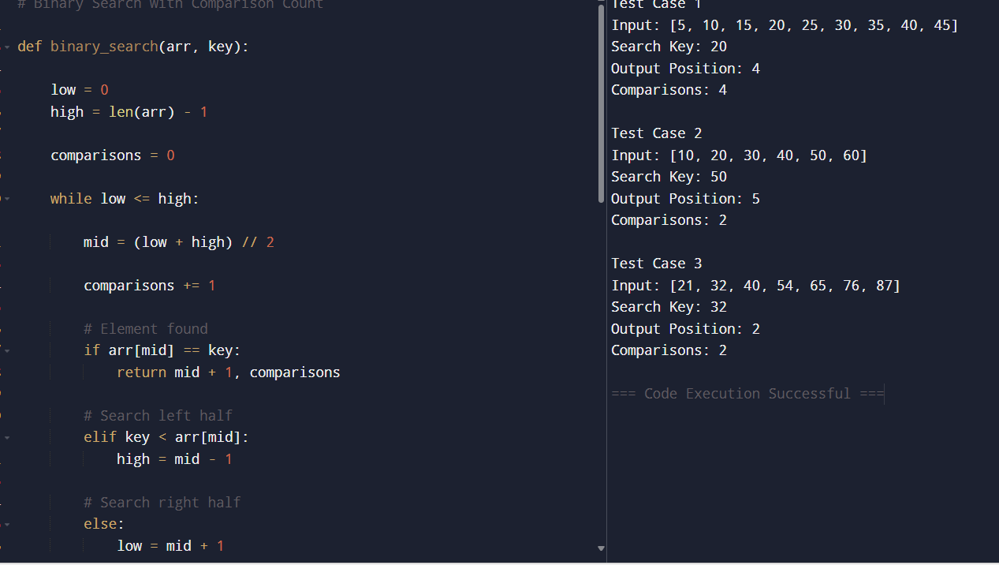 # Binary Search with Comparison Count
def binary_search(arr, key):
low = 0
high = len(arr) - 1
comparisons = 0
while low <= high:
mid = (low + high) // 2
comparisons += 1
# Element found
if arr[mid] == key:
return mid + 1, comparisons
# Search left half
elif key < arr[mid]:
high = mid - 1
# Search right half
else:
low = mid + 1
Test Case 1
Input: [5, 10, 15, 20, 25, 30, 35, 40, 45]
Search Key: 20
Output Position: 4
Comparisons: 4
Test Case 2
Input: [10, 20, 30, 40, 50, 60]
Search Key: 50
Output Position: 5
Comparisons: 2
Test Case 3
Input: [21, 32, 40, 54, 65, 76, 87]
Search Key: 32
Output Position: 2
Comparisons: 2
=== Code Execution Successful ===